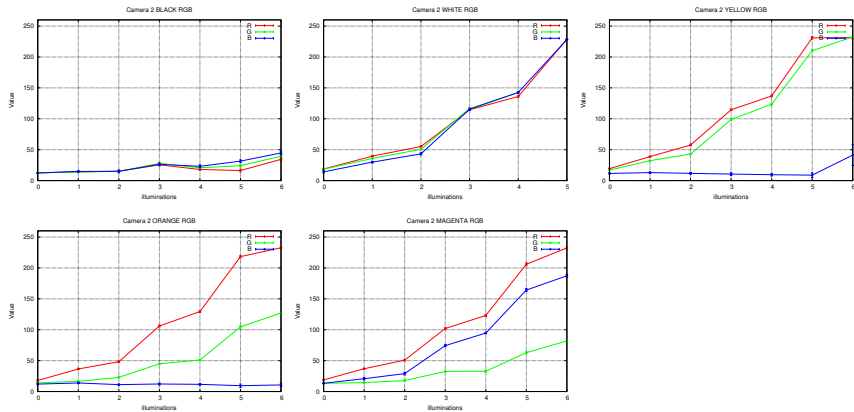 Camera 2 BLACK RGB
R
G
B
Value
250
200
150
100
50
0
0 1 2 3 4 5 6
illuminations
Camera 2 WHITE RGB
R
G
B
Value
250
200
150
100
50
0
0 1 2 3 4 5
illuminations
Camera 2 YELLOW RGB
R
G
B
Value
250
200
150
100
50
0
0 1 2 3 4 5 6
illuminations
Camera 2 ORANGE RGB
R
G
B
Value
250
200
150
100
50
0
0 1 2 3 4 5 6
illuminations
Camera 2 MAGENTA RGB
R
G
B
Value
250
200
150
100
50
0
0 1 2 3 4 5 6
illuminations